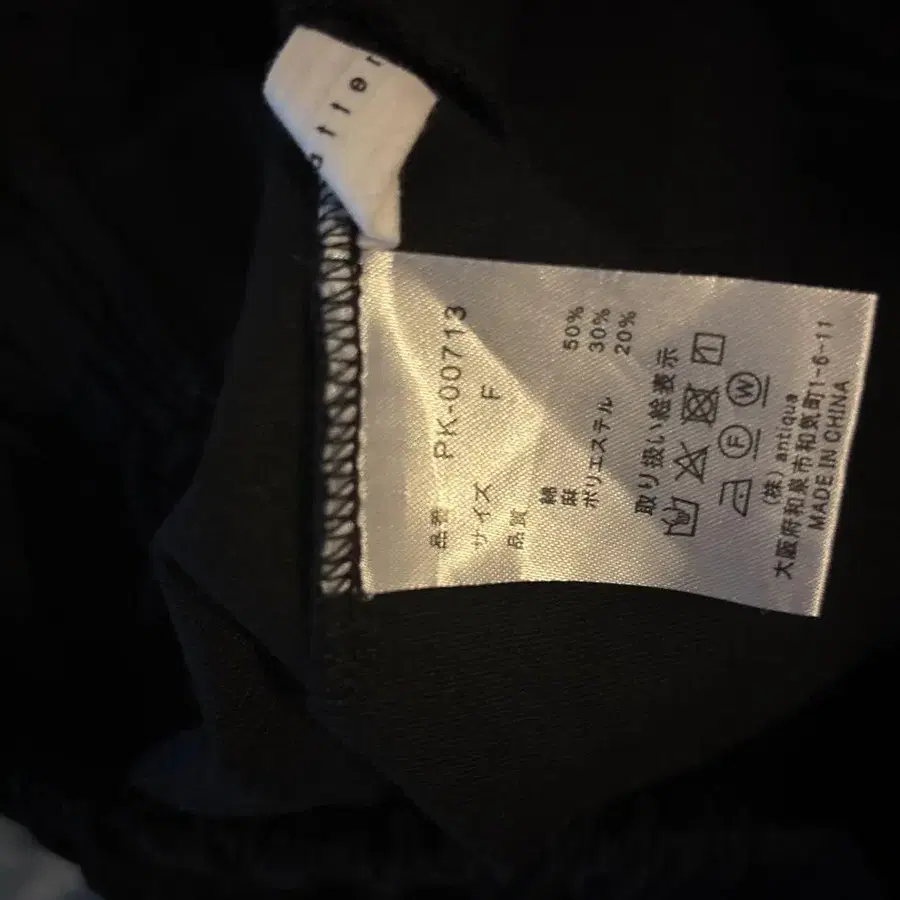 tter
品番 PK-00713
サイズ F
品質
綿 50%
麻 30%
ポリエステル 20%
取り扱い絵表示
F W
(株) antiqua
大阪府和泉市和気町1-6-11
MADE IN CHINA